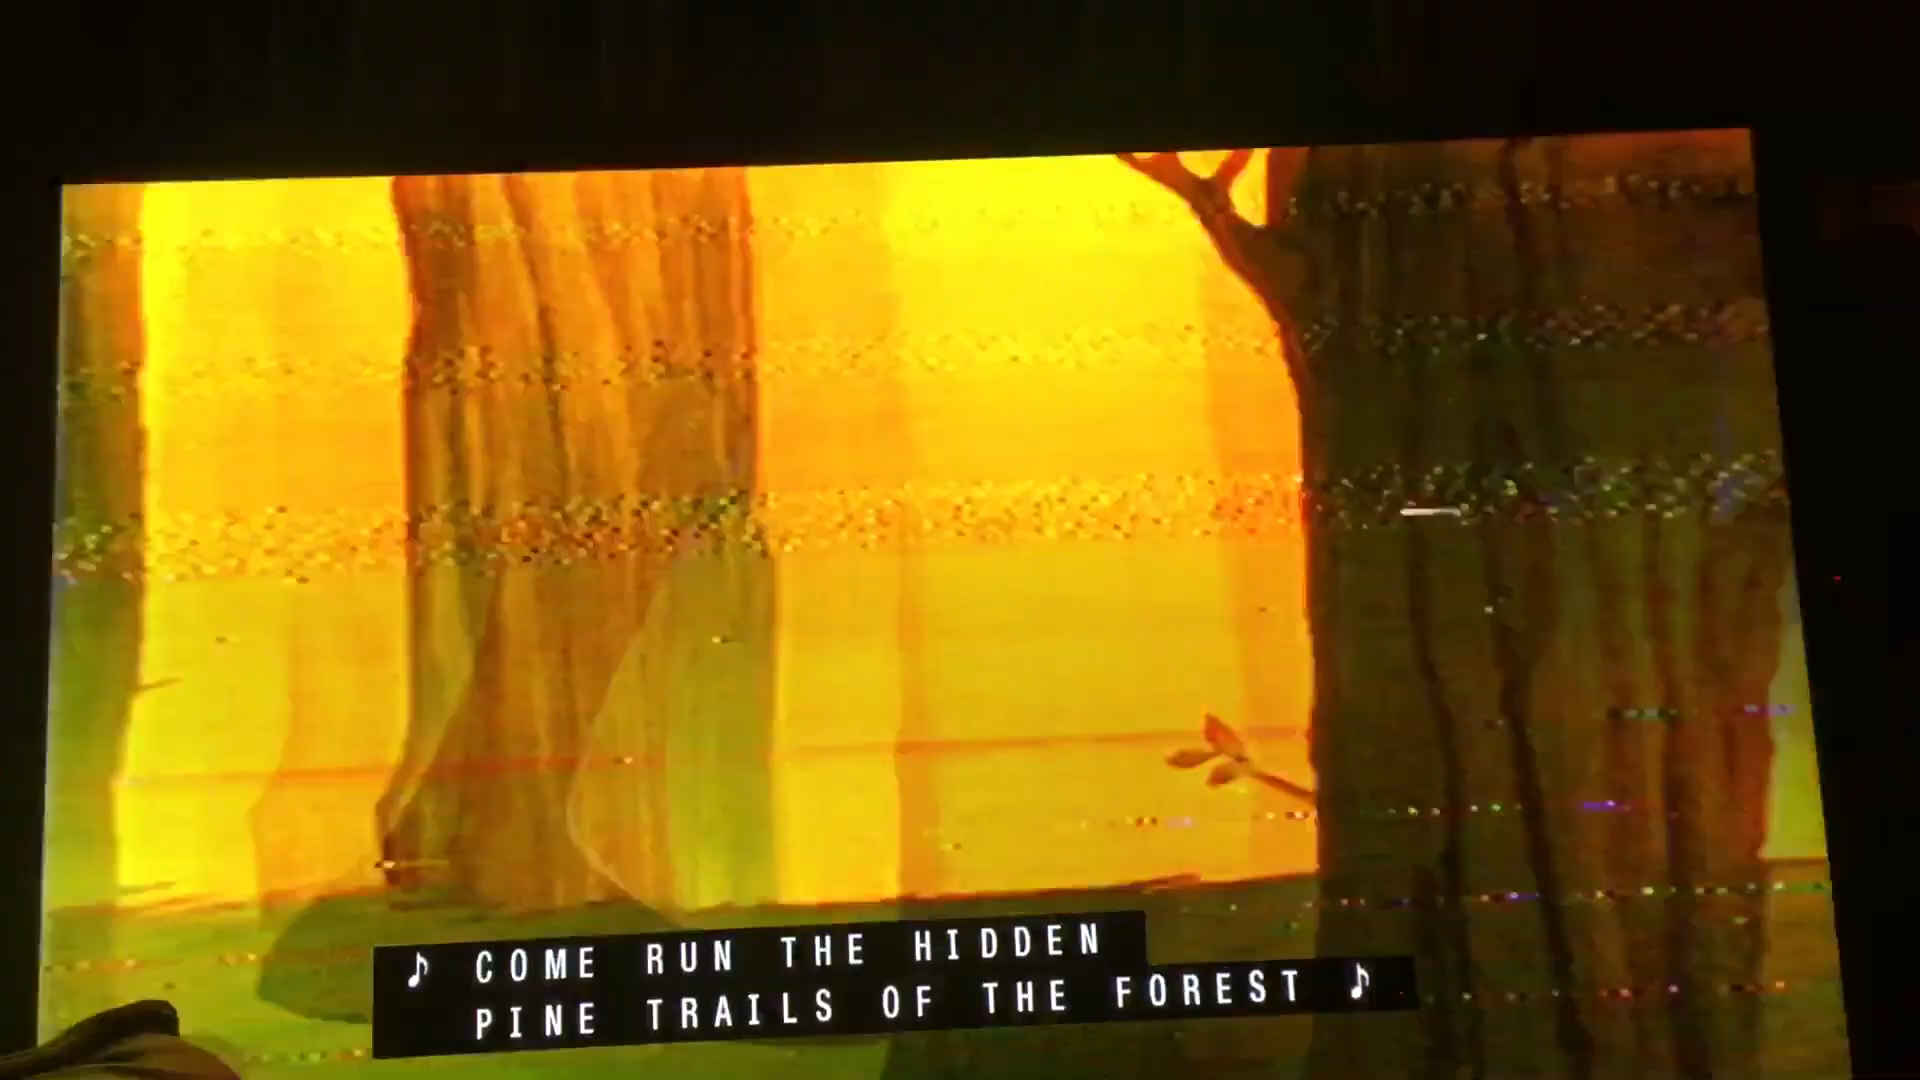 ♪ COME RUN THE HIDDEN
PINE TRAILS OF THE FOREST ♪